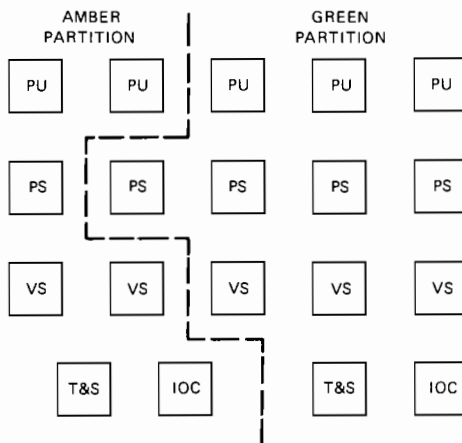 AMBER
PARTITION
GREEN
PARTITION
PU PU PU PU PU
PS PS PS PS PS
VS VS VS VS VS
T&S IOC T&S IOC